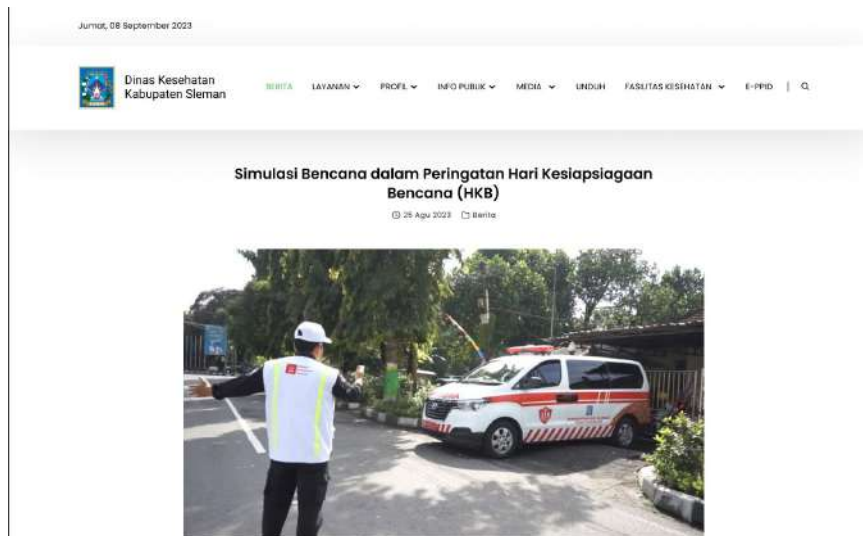 Jumat, 08 September 2023
Dinas Kesehatan
Kabupaten Sleman
BERITA LAYANAN PROFIL INFO PUBLIK MEDIA UNDUH FASILITAS KESEHATAN E-PPID
Simulasi Bencana dalam Peringatan Hari Kesiapsiagaan
Bencana (HKB)
25 Agu 2023 Berita